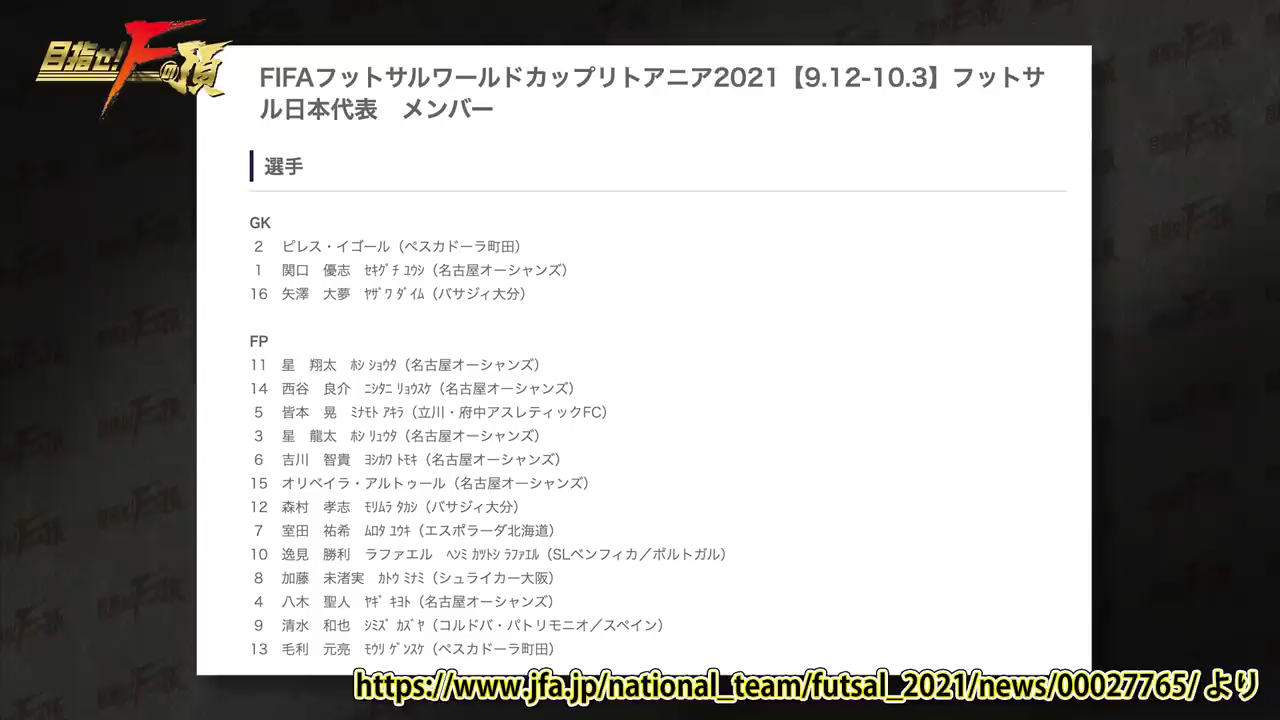 目指せ!Fの頂
FIFAフットサルワールドカップリトアニア2021【9.12-10.3】フットサ
ル日本代表　メンバー
選手
GK
2　ピレス・イゴール（ペスカドーラ町田）
1　関口　優志　ｾｷｸﾞﾁ ﾕｳｼ（名古屋オーシャンズ）
16　矢澤　大夢　ﾔｻﾞﾜ ﾀﾞｲﾑ（バサジィ大分）
FP
11　星　翔太　ﾎｼ ｼｮｳﾀ（名古屋オーシャンズ）
14　西谷　良介　ﾆｼﾀﾆ ﾘｮｳｽｹ（名古屋オーシャンズ）
5　皆本　晃　ﾐﾅﾓﾄ ｱｷﾗ（立川・府中アスレティックFC）
3　星　龍太　ﾎｼ ﾘｭｳﾀ（名古屋オーシャンズ）
6　吉川　智貴　ﾖｼｶﾜ ﾄﾓｷ（名古屋オーシャンズ）
15　オリベイラ・アルトゥール（名古屋オーシャンズ）
12　森村　孝志　ﾓﾘﾑﾗ ﾀｶｼ（バサジィ大分）
7　室田　祐希　ﾑﾛﾀ ﾕｳｷ（エスポラーダ北海道）
10　逸見　勝利　ラファエル　ﾍﾝﾐ ｶﾂﾄｼ ﾗﾌｧｴﾙ（SLベンフィカ／ポルトガル）
8　加藤　未渚実　ｶﾄｳ ﾐﾅﾐ（シュライカー大阪）
4　八木　聖人　ﾔｷﾞ ｷﾖﾄ（名古屋オーシャンズ）
9　清水　和也　ｼﾐｽﾞ ｶｽﾞﾔ（コルドバ・パトリモニオ／スペイン）
13　毛利　元亮　ﾓｳﾘ ｹﾞﾝｽｹ（ペスカドーラ町田）
https://www.jfa.jp/national_team/futsal_2021/news/00027765/ より